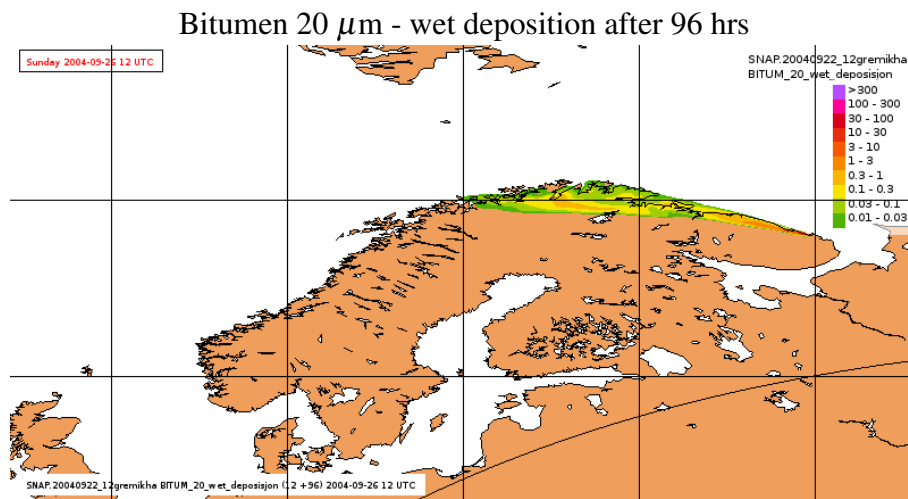 Bitumen 20 μm - wet deposition after 96 hrs
Sunday 2004-09-26 12 UTC
SNAP.20040922_12gremikha
BITUM_20_wet_deposisjon
>300
100 - 300
30 - 100
10 - 30
3 - 10
1 - 3
0.3 - 1
0.1 - 0.3
0.03 - 0.1
0.01 - 0.03
SNAP.20040922_12gremikha BITUM_20_wet_deposisjon (12 +96) 2004-09-26 12 UTC